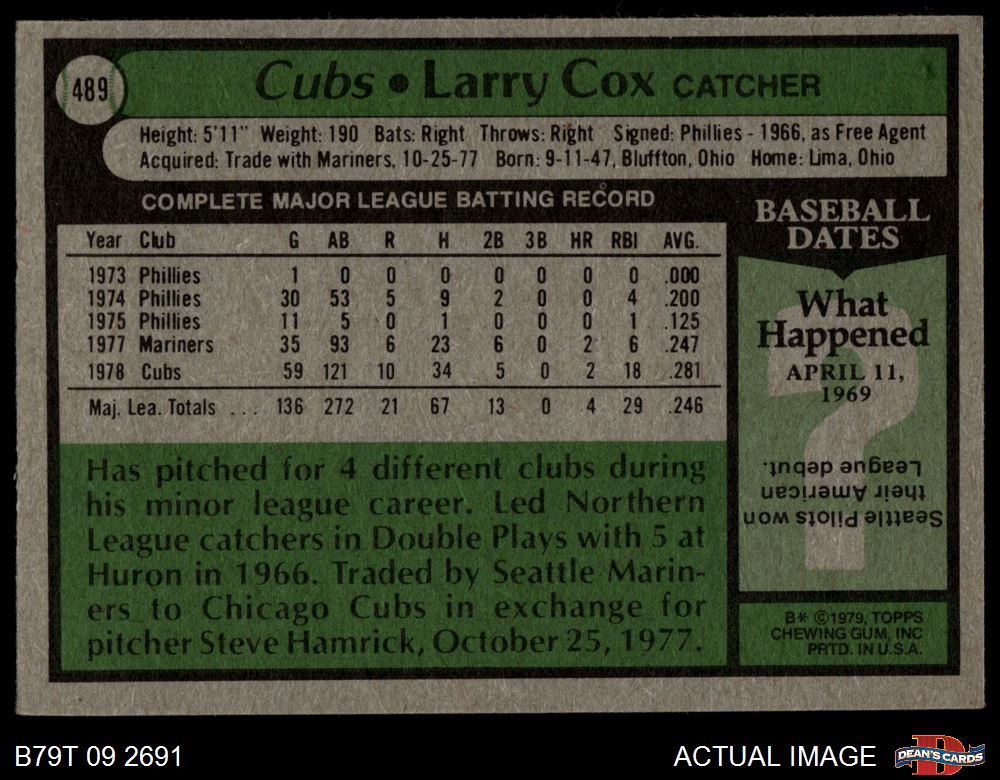 489
Cubs • Larry Cox CATCHER
Height: 5'11" Weight: 190 Bats: Right Throws: Right Signed: Phillies - 1966, as Free Agent
Acquired: Trade with Mariners, 10-25-77 Born: 9-11-47, Bluffton, Ohio Home: Lima, Ohio
COMPLETE MAJOR LEAGUE BATTING RECORD
Year Club G AB R H 2B 3B HR RBI AVG.
1973 Phillies 1 0 0 0 0 0 0 0 .000
1974 Phillies 30 53 5 9 2 0 0 4 .200
1975 Phillies 11 5 0 1 0 0 0 1 .125
1977 Mariners 35 93 6 23 6 0 2 6 .247
1978 Cubs 59 121 10 34 5 0 2 18 .281
Maj. Lea. Totals . . . 136 272 21 67 13 0 4 29 .246
Has pitched for 4 different clubs during
his minor league career. Led Northern
League catchers in Double Plays with 5 at
Huron in 1966. Traded by Seattle Marin-
ers to Chicago Cubs in exchange for
pitcher Steve Hamrick, October 25, 1977.
BASEBALL
DATES
What
Happened
APRIL 11,
1969
?
Seattle Pilots won
their American
League debut.
B* ©1979, TOPPS
CHEWING GUM, INC
PRTD. IN U.S.A.
B79T 09 2691
ACTUAL IMAGE
D
DEAN'S CARDS